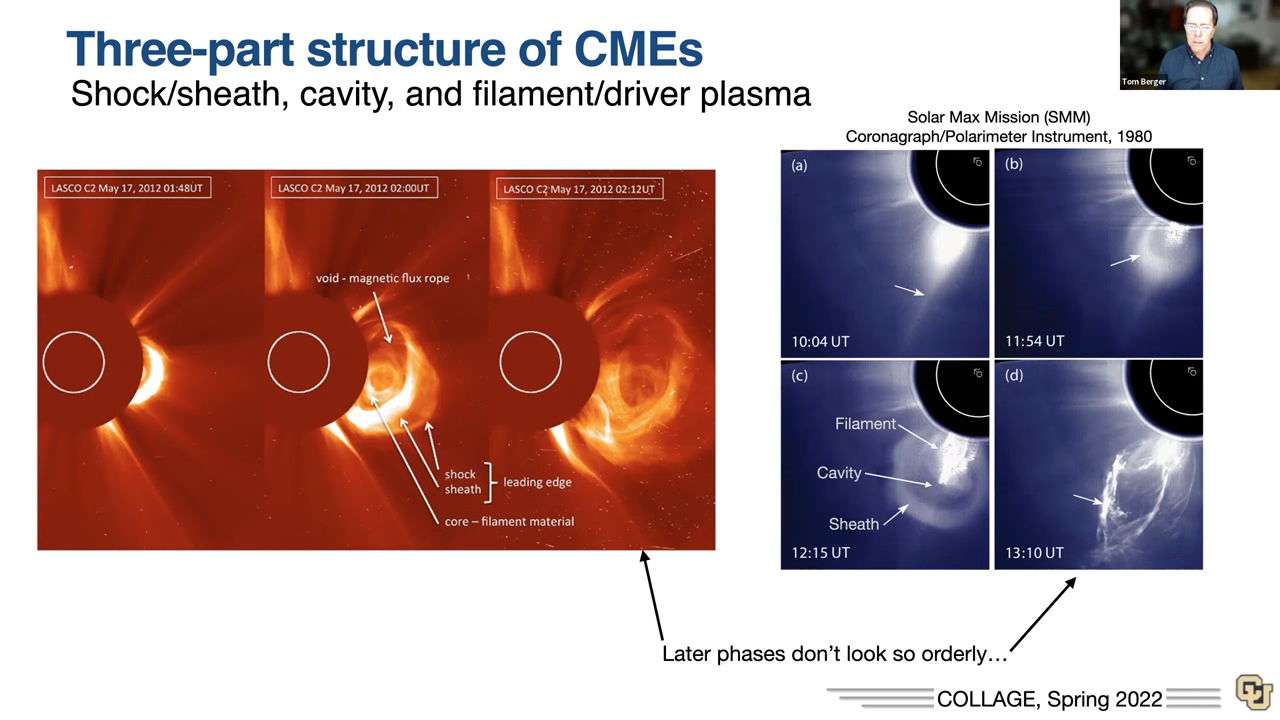 Three-part structure of CMEs
Shock/sheath, cavity, and filament/driver plasma
Tom Berger
Solar Max Mission (SMM)
Coronagraph/Polarimeter Instrument, 1980
LASCO C2 May 17, 2012 01:48UT
LASCO C2 May 17, 2012 02:00UT
LASCO C2 May 17, 2012 02:12UT
void - magnetic flux rope
shock
sheath
leading edge
core – filament material
(a)
10:04 UT
(b)
11:54 UT
(c)
Filament
Cavity
Sheath
12:15 UT
(d)
13:10 UT
Later phases don’t look so orderly…
COLLAGE, Spring 2022
CU